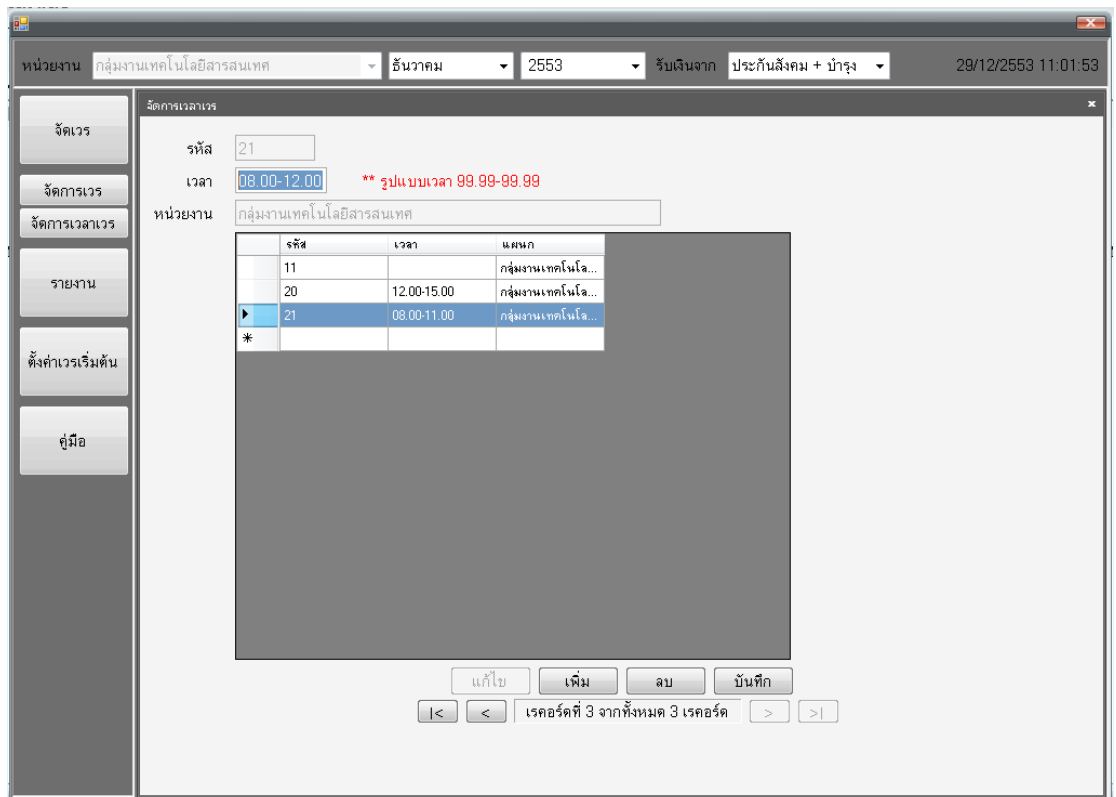 หน่วยงาน กลุ่มงานเทคโนโลยีสารสนเทศ ธันวาคม 2553 รับเงินจาก ประกันสังคม + บำรุง 29/12/2553 11:01:53
จัดเวร
จัดการเวร
จัดการเวลาเวร
รายงาน
ตั้งค่าเวรเริ่มต้น
คู่มือ
จัดการเวลาเวร
รหัส 21
เวลา 08.00-12.00 ** รูปแบบเวลา 99.99-99.99
หน่วยงาน กลุ่มงานเทคโนโลยีสารสนเทศ
รหัส เวลา แผนก
11 กลุ่มงานเทคโนโล...
20 12.00-15.00 กลุ่มงานเทคโนโล...
21 08.00-11.00 กลุ่มงานเทคโนโล...
แก้ไข เพิ่ม ลบ บันทึก
|< < เรคอร์ดที่ 3 จากทั้งหมด 3 เรคอร์ด > >|